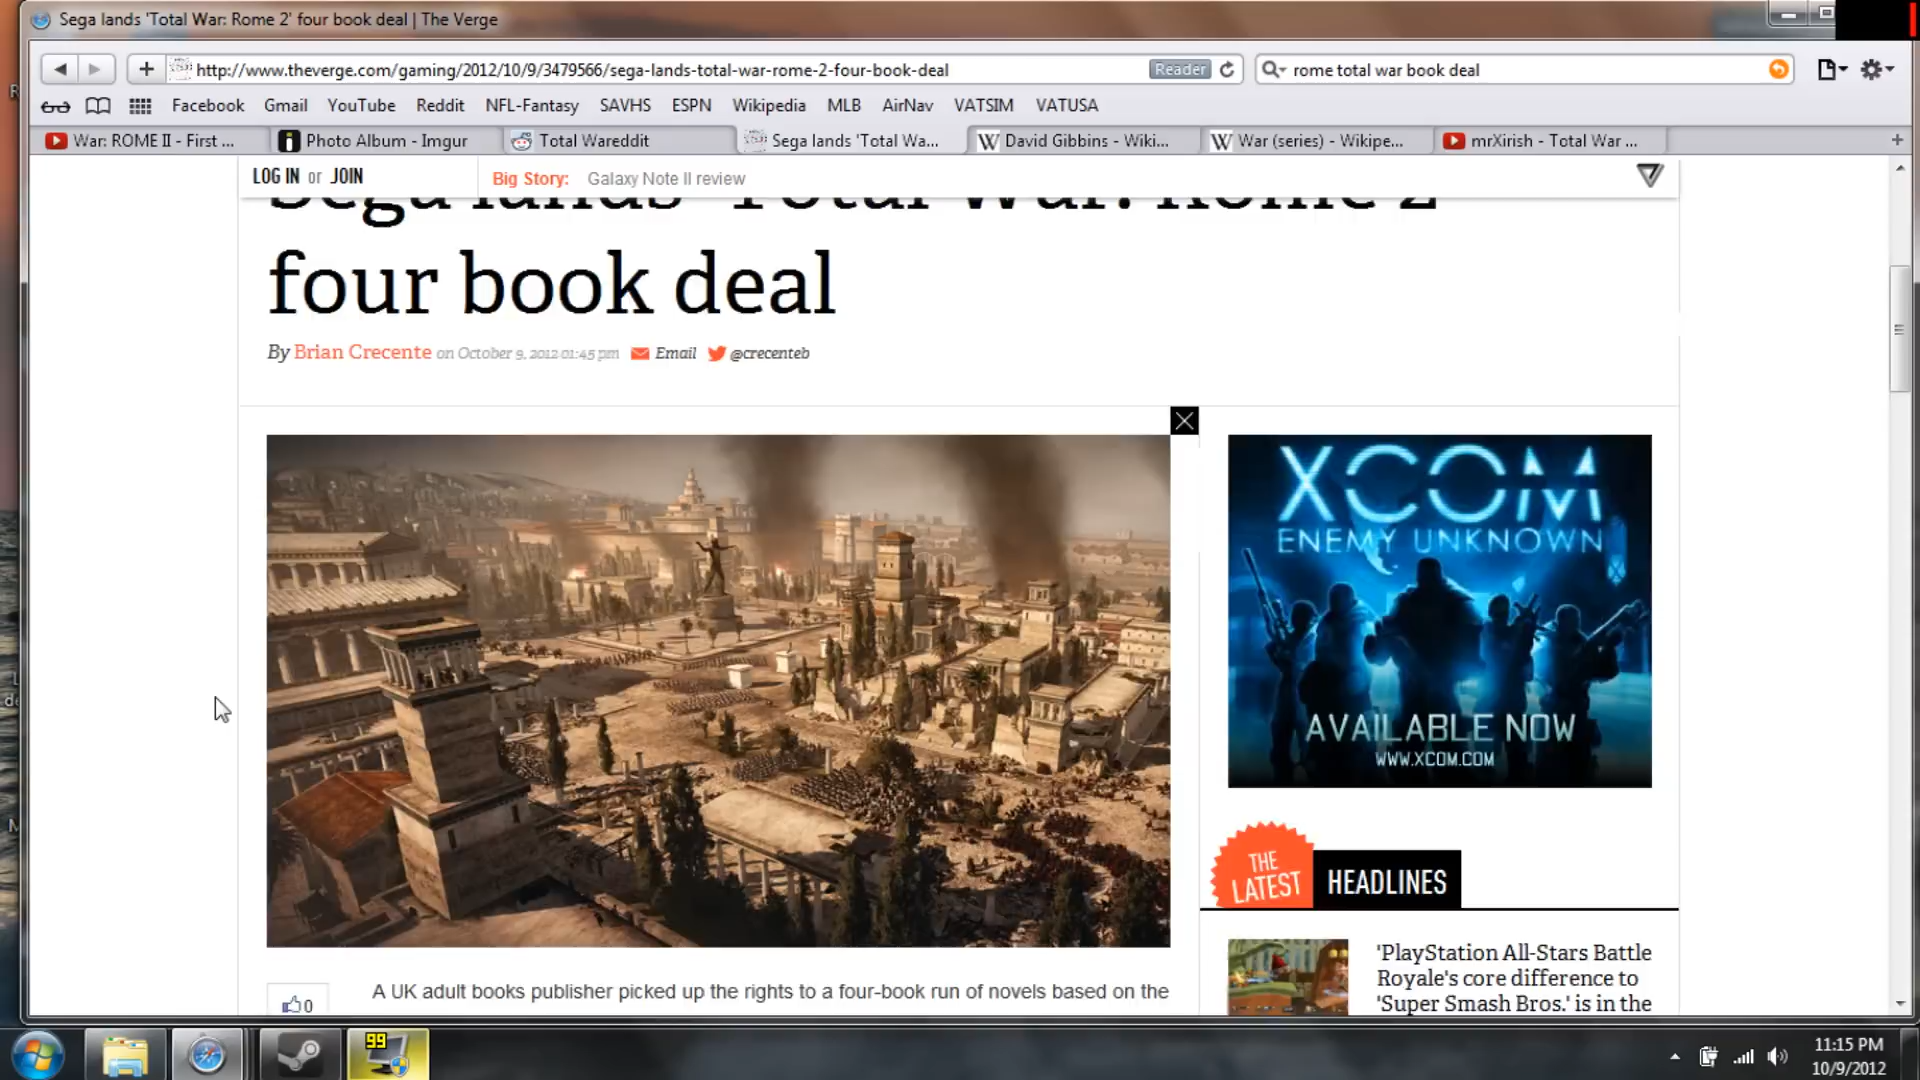 Sega lands 'Total War: Rome 2' four book deal | The Verge
http://www.theverge.com/gaming/2012/10/9/3479566/sega-lands-total-war-rome-2-four-book-deal
Reader
rome total war book deal
Facebook Gmail YouTube Reddit NFL-Fantasy SAVHS ESPN Wikipedia MLB AirNav VATSIM VATUSA
War: ROME II - First ...
Photo Album - Imgur
Total Wareddit
Sega lands 'Total Wa...
David Gibbins - Wiki...
War (series) - Wikipe...
mrXirish - Total War ...
LOG IN or JOIN
Big Story: Galaxy Note II review
Sega lands 'Total War: Rome 2'
four book deal
By Brian Crecente on October 9, 2012 01:45 pm Email @crecenteb
XCOM
ENEMY UNKNOWN
AVAILABLE NOW
WWW.XCOM.COM
THE
LATEST
HEADLINES
'PlayStation All-Stars Battle
Royale's core difference to
'Super Smash Bros.' is in the
0
A UK adult books publisher picked up the rights to a four-book run of novels based on the
99
11:15 PM
10/9/2012